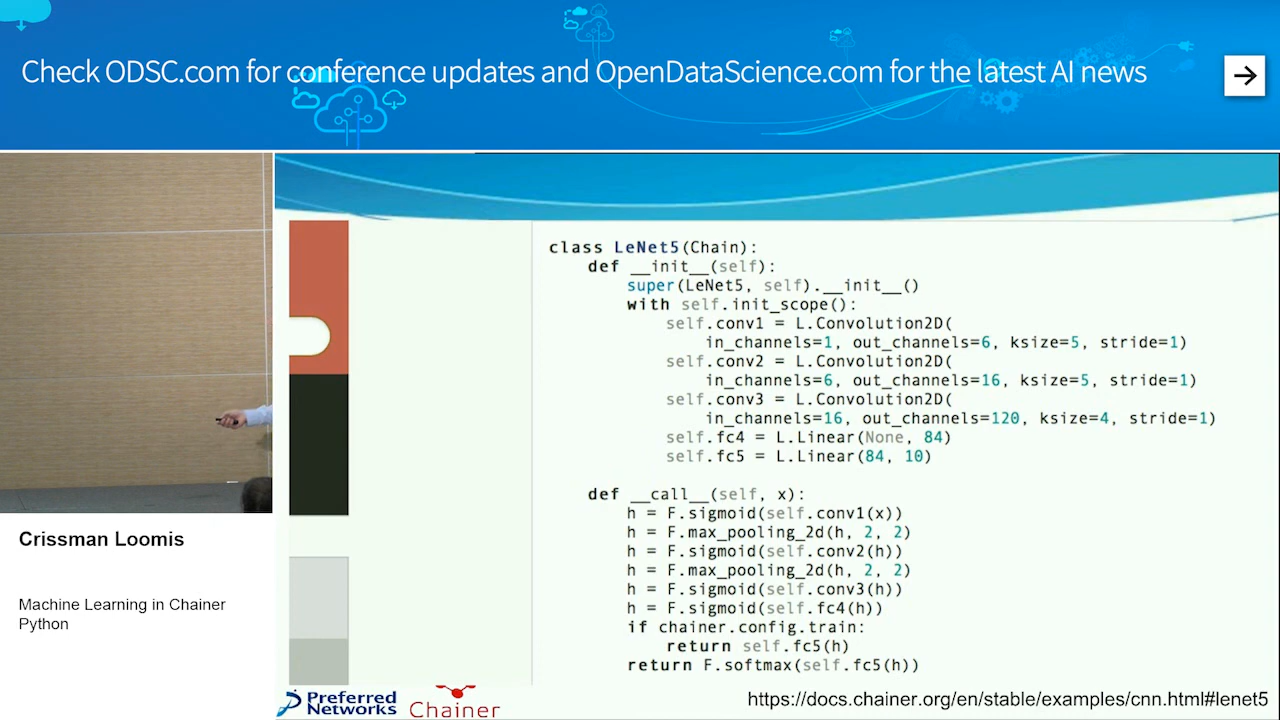 Check ODSC.com for conference updates and OpenDataScience.com for the latest AI news
class LeNet5(Chain):
def __init__(self):
super(LeNet5, self).__init__()
with self.init_scope():
self.conv1 = L.Convolution2D(
in_channels=1, out_channels=6, ksize=5, stride=1)
self.conv2 = L.Convolution2D(
in_channels=6, out_channels=16, ksize=5, stride=1)
self.conv3 = L.Convolution2D(
in_channels=16, out_channels=120, ksize=4, stride=1)
self.fc4 = L.Linear(None, 84)
self.fc5 = L.Linear(84, 10)
def __call__(self, x):
h = F.sigmoid(self.conv1(x))
h = F.max_pooling_2d(h, 2, 2)
h = F.sigmoid(self.conv2(h))
h = F.max_pooling_2d(h, 2, 2)
h = F.sigmoid(self.conv3(h))
h = F.sigmoid(self.fc4(h))
if chainer.config.train:
return self.fc5(h)
return F.softmax(self.fc5(h))
Crissman Loomis
Machine Learning in Chainer
Python
Preferred
Networks
Chainer
https://docs.chainer.org/en/stable/examples/cnn.html#lenet5